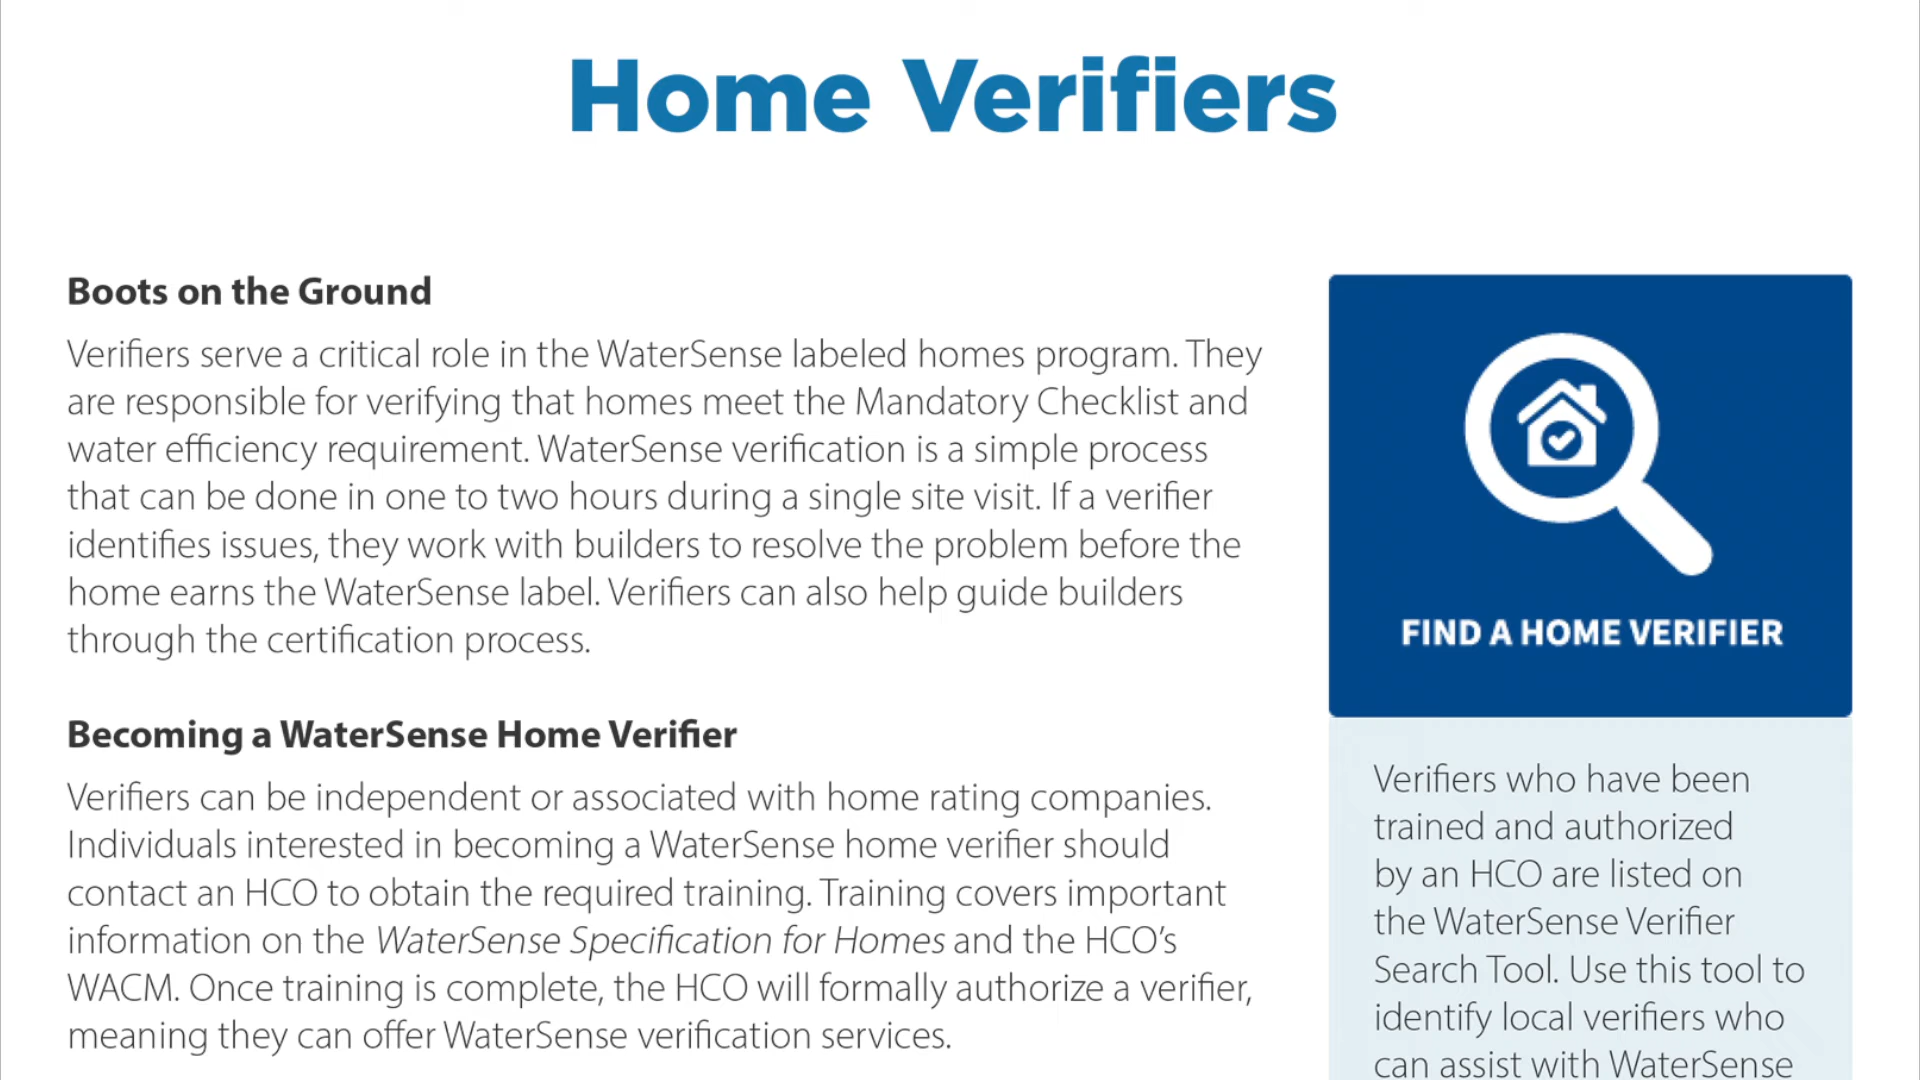 Home Verifiers
Boots on the Ground
Verifiers serve a critical role in the WaterSense labeled homes program. They
are responsible for verifying that homes meet the Mandatory Checklist and
water efficiency requirement. WaterSense verification is a simple process
that can be done in one to two hours during a single site visit. If a verifier
identifies issues, they work with builders to resolve the problem before the
home earns the WaterSense label. Verifiers can also help guide builders
through the certification process.
Becoming a WaterSense Home Verifier
Verifiers can be independent or associated with home rating companies.
Individuals interested in becoming a WaterSense home verifier should
contact an HCO to obtain the required training. Training covers important
information on the WaterSense Specification for Homes and the HCO’s
WACM. Once training is complete, the HCO will formally authorize a verifier,
meaning they can offer WaterSense verification services.
FIND A HOME VERIFIER
Verifiers who have been
trained and authorized
by an HCO are listed on
the WaterSense Verifier
Search Tool. Use this tool to
identify local verifiers who
can assist with WaterSense